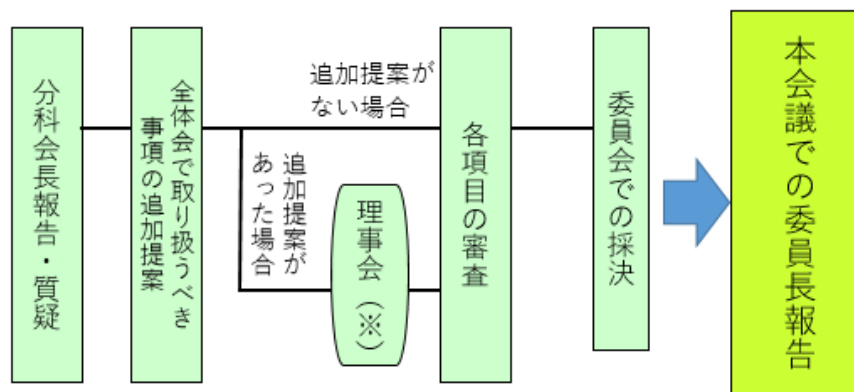 分科会長報告・質疑
全体会で取り扱うべき
事項の追加提案
追加提案が
ない場合
追加提案が
あった場合
理事会（※）
各項目の審査
委員会での採決
本会議での委員長報告